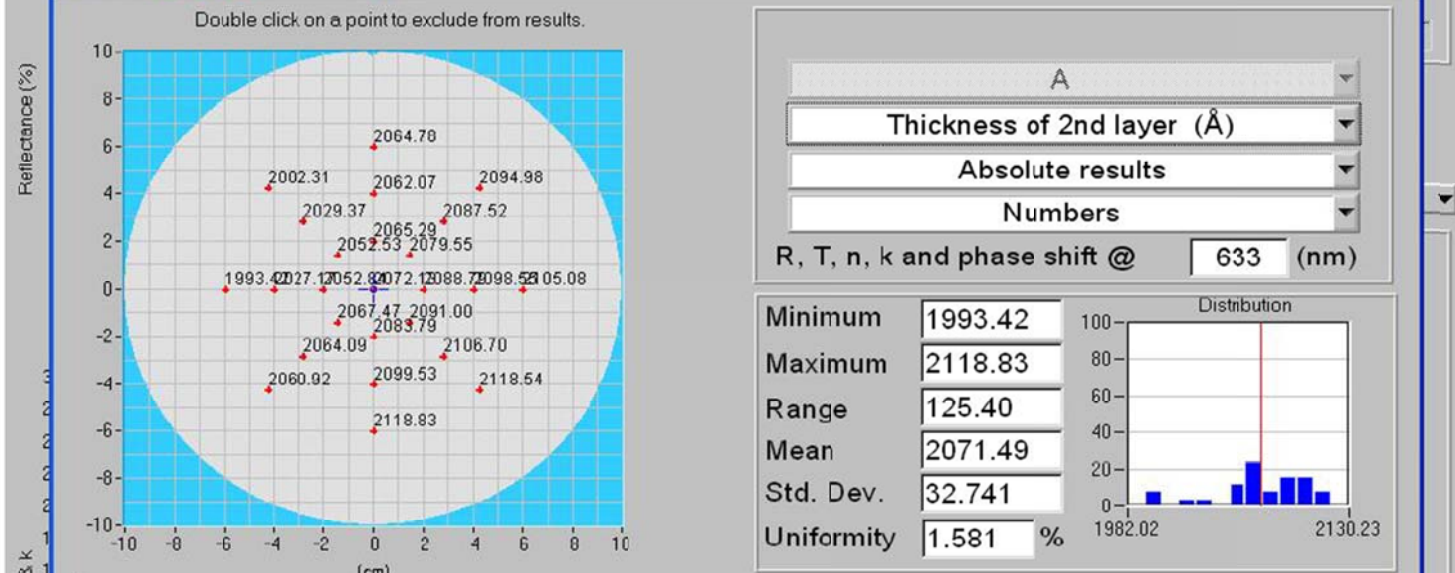 Double click on a point to exclude from results.
Reflectance (%)
10
8
6
4
2
0
-2
-4
-6
-8
-10
2064.78
2002.31
2062.07
2094.98
2029.37
2087.52
2065.29
2052.53
2079.55
1993.42
2105.08
2067.47
2091.00
2083.79
2064.09
2106.70
2060.92
2099.53
2118.54
2118.83
-10 -8 -6 -4 -2 0 2 4 6 8 10
(cm)
A
Thickness of 2nd layer (Å)
Absolute results
Numbers
R, T, n, k and phase shift @ 633 (nm)
Minimum 1993.42
Maximum 2118.83
Range 125.40
Mean 2071.49
Std. Dev. 32.741
Uniformity 1.581 %
Distribution
100
80
60
40
20
0
1982.02 2130.23